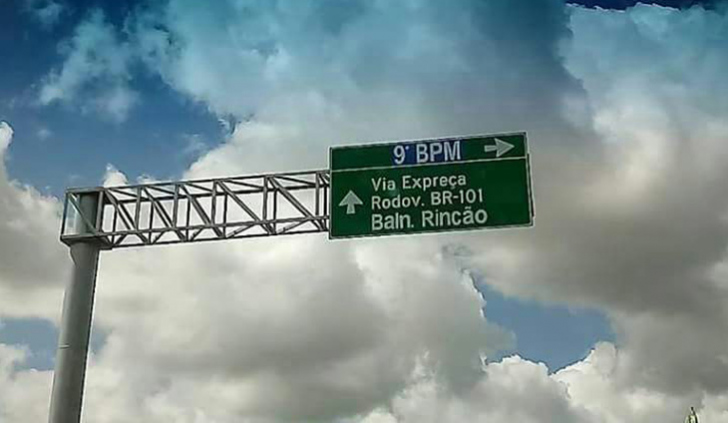 9° BPM
Via Expreça
Rodov. BR-101
Baln. Rincão